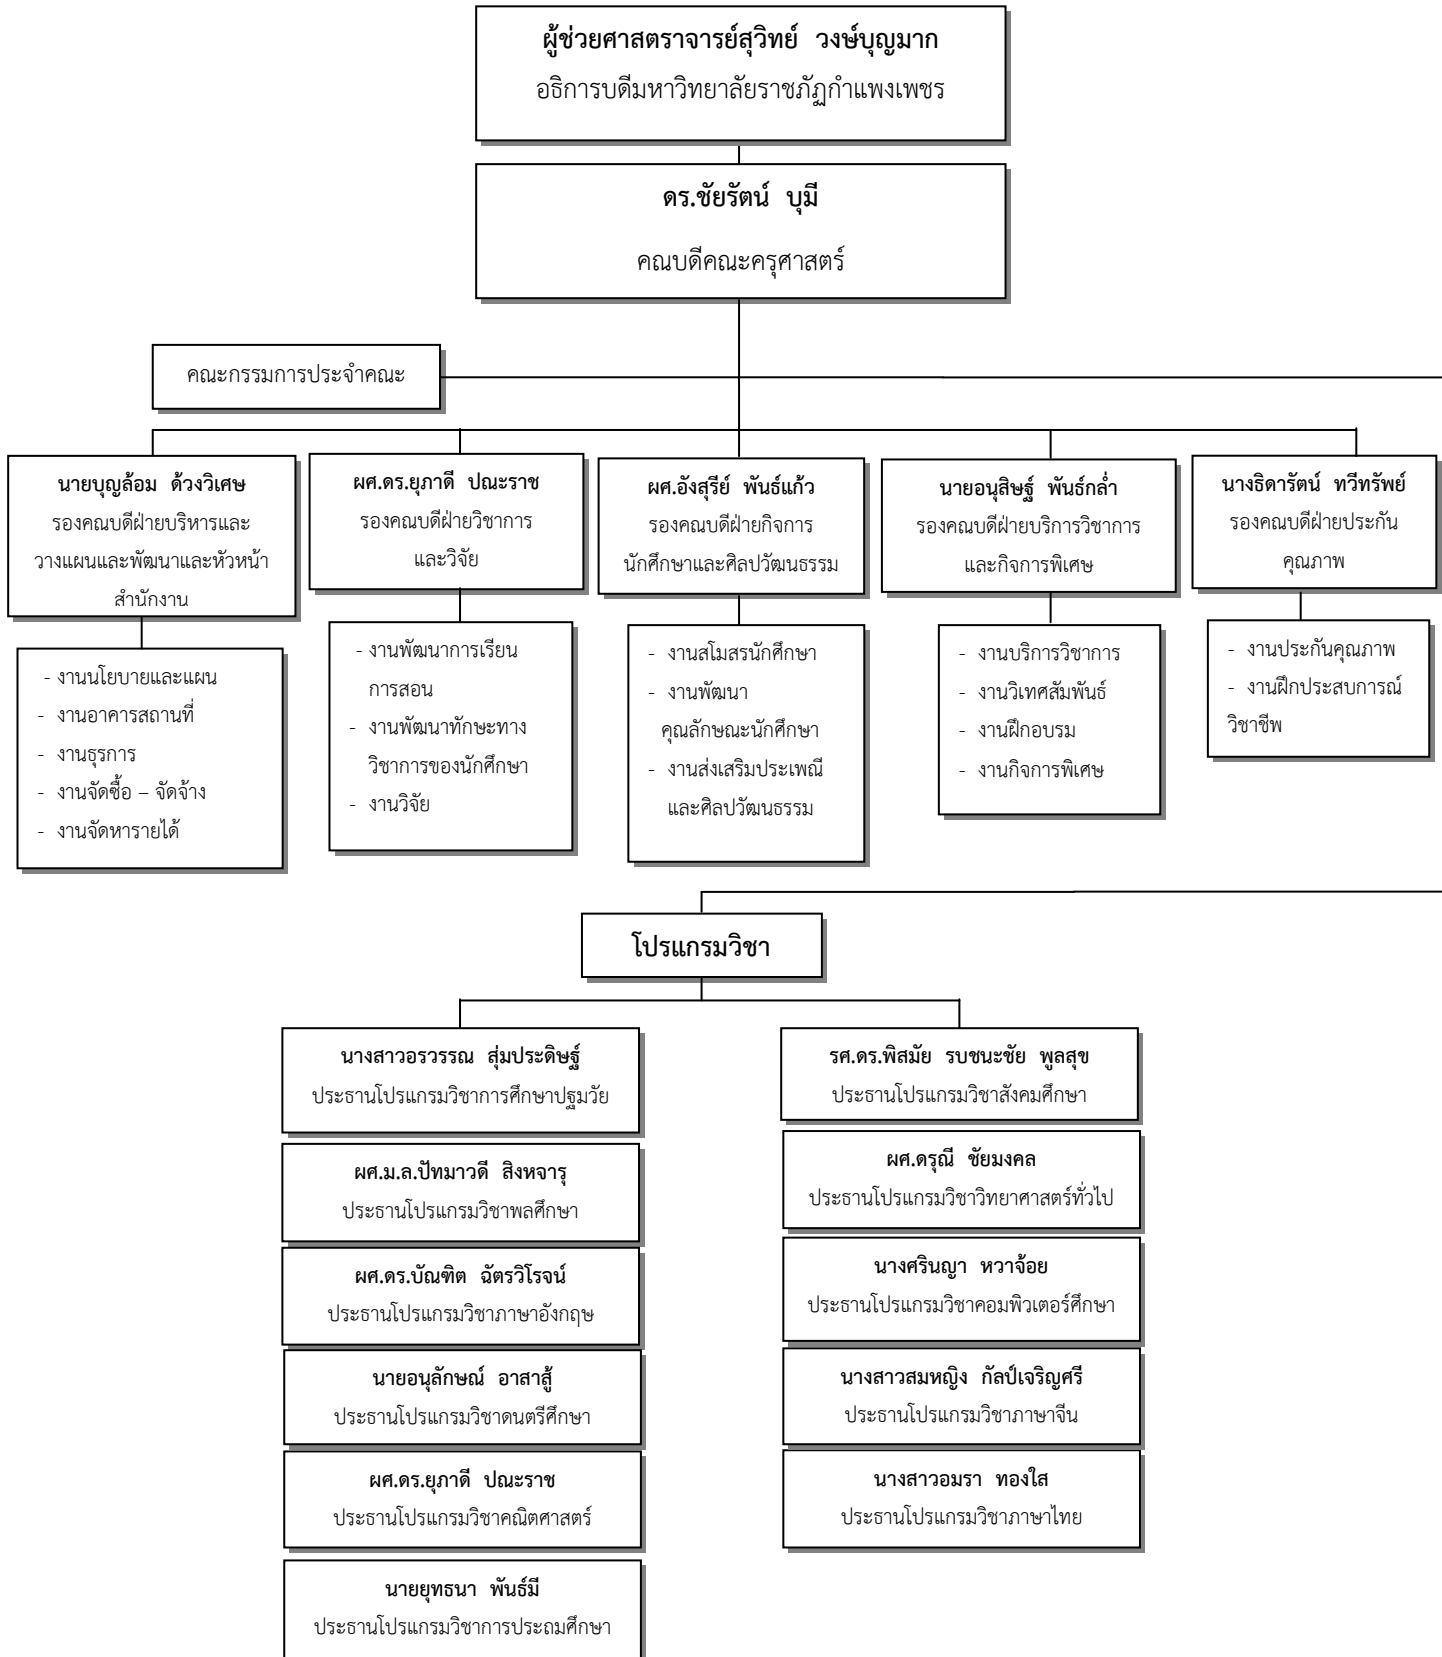 ผู้ช่วยศาสตราจารย์สุวิทย์ วงษ์บุญมาก
อธิการบดีมหาวิทยาลัยราชภัฏกำแพงเพชร
ดร.ชัยรัตน์ บุมี
คณบดีคณะครุศาสตร์
คณะกรรมการประจำคณะ
นายบุญล้อม ด้วงวิเศษ
รองคณบดีฝ่ายบริหารและ
วางแผนและพัฒนาและหัวหน้า
สำนักงาน
ผศ.ดร.ยุภาดี ปณะราช
รองคณบดีฝ่ายวิชาการ
และวิจัย
ผศ.อังสุรีย์ พันธ์แก้ว
รองคณบดีฝ่ายกิจการ
นักศึกษาและศิลปวัฒนธรรม
นายอนุสิษฐ์ พันธ์กล่ำ
รองคณบดีฝ่ายบริการวิชาการ
และกิจการพิเศษ
นางธิดารัตน์ ทวีทรัพย์
รองคณบดีฝ่ายประกัน
คุณภาพ
- งานนโยบายและแผน
- งานอาคารสถานที่
- งานธุรการ
- งานจัดซื้อ – จัดจ้าง
- งานจัดหารายได้
- งานพัฒนาการเรียน
การสอน
- งานพัฒนาทักษะทาง
วิชาการของนักศึกษา
- งานวิจัย
- งานสโมสรนักศึกษา
- งานพัฒนา
คุณลักษณะนักศึกษา
- งานส่งเสริมประเพณี
และศิลปวัฒนธรรม
- งานบริการวิชาการ
- งานวิเทศสัมพันธ์
- งานฝึกอบรม
- งานกิจการพิเศษ
- งานประกันคุณภาพ
- งานฝึกประสบการณ์
วิชาชีพ
โปรแกรมวิชา
นางสาวอรวรรณ สุ่มประดิษฐ์
ประธานโปรแกรมวิชาการศึกษาปฐมวัย
ผศ.ม.ล.ปัทมาวดี สิงหจารุ
ประธานโปรแกรมวิชาพลศึกษา
ผศ.ดร.บัณฑิต ฉัตรวิโรจน์
ประธานโปรแกรมวิชาภาษาอังกฤษ
นายอนุลักษณ์ อาสาสู้
ประธานโปรแกรมวิชาดนตรีศึกษา
ผศ.ดร.ยุภาดี ปณะราช
ประธานโปรแกรมวิชาคณิตศาสตร์
นายยุทธนา พันธ์มี
ประธานโปรแกรมวิชาการประถมศึกษา
รศ.ดร.พิสมัย รบชนะชัย พูลสุข
ประธานโปรแกรมวิชาสังคมศึกษา
ผศ.ดรุณี ชัยมงคล
ประธานโปรแกรมวิชาวิทยาศาสตร์ทั่วไป
นางศรินญา หวาจ้อย
ประธานโปรแกรมวิชาคอมพิวเตอร์ศึกษา
นางสาวสมหญิง กัลป์เจริญศรี
ประธานโปรแกรมวิชาภาษาจีน
นางสาวอมรา ทองใส
ประธานโปรแกรมวิชาภาษาไทย